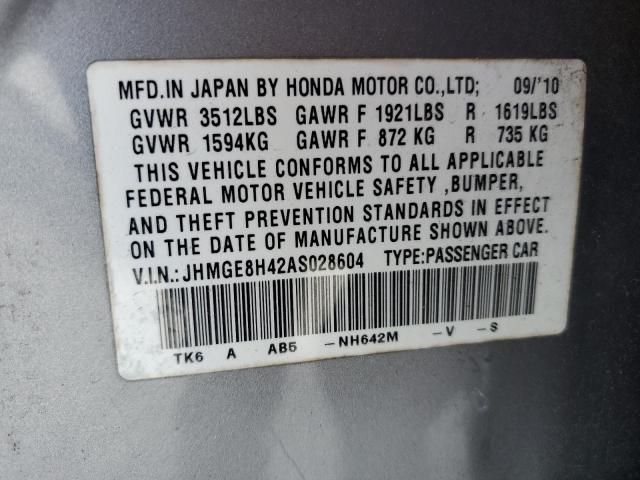 MFD.IN JAPAN BY HONDA MOTOR CO.,LTD; 09/'10
GVWR 3512LBS GAWR F 1921LBS R 1619LBS
GVWR 1594KG GAWR F 872 KG R 735 KG
THIS VEHICLE CONFORMS TO ALL APPLICABLE
FEDERAL MOTOR VEHICLE SAFETY ,BUMPER,
AND THEFT PREVENTION STANDARDS IN EFFECT
ON THE DATE OF MANUFACTURE SHOWN ABOVE.
V.I.N.:JHMGE8H42AS028604 TYPE:PASSENGER CAR
TK6 A AB5 -NH642M -V -S